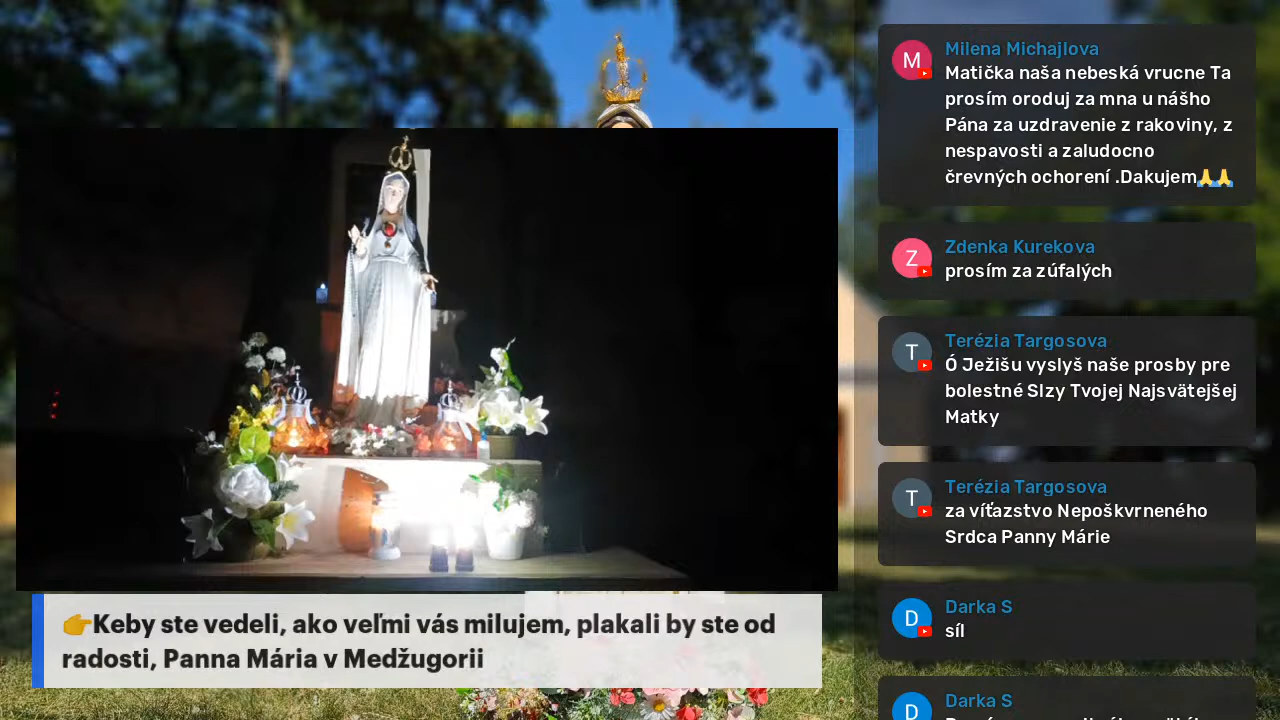 👉Keby ste vedeli, ako veľmi vás milujem, plakali by ste od
radosti, Panna Mária v Medžugorii
M
Milena Michajlova
Matička naša nebeská vrucne Ta
prosím oroduj za mna u nášho
Pána za uzdravenie z rakoviny, z
nespavosti a zaludocno
črevných ochorení .Dakujem🙏🙏
Z
Zdenka Kurekova
prosím za zúfalých
T
Terézia Targosova
Ó Ježišu vyslyš naše prosby pre
bolestné Slzy Tvojej Najsvätejšej
Matky
T
Terézia Targosova
za víťazstvo Nepoškvrneného
Srdca Panny Márie
D
Darka S
síl
D
Darka S